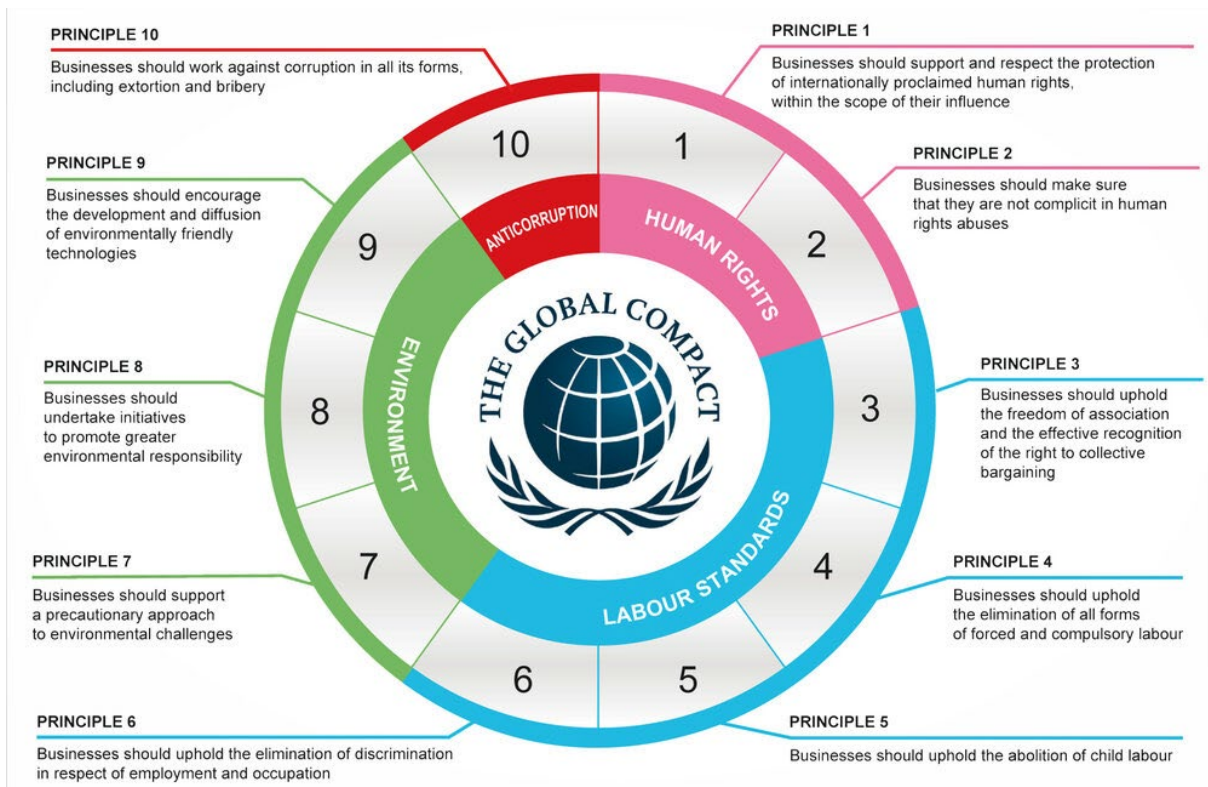 PRINCIPLE 10
Businesses should work against corruption in all its forms,
including extortion and bribery
PRINCIPLE 1
Businesses should support and respect the protection
of internationally proclaimed human rights,
within the scope of their influence
PRINCIPLE 9
Businesses should encourage
the development and diffusion
of environmentally friendly
technologies
PRINCIPLE 2
Businesses should make sure
that they are not complicit in human
rights abuses
PRINCIPLE 8
Businesses should
undertake initiatives
to promote greater
environmental responsibility
PRINCIPLE 3
Businesses should uphold
the freedom of association
and the effective recognition
of the right to collective
bargaining
PRINCIPLE 7
Businesses should support
a precautionary approach
to environmental challenges
PRINCIPLE 4
Businesses should uphold
the elimination of all forms
of forced and compulsory labour
PRINCIPLE 6
Businesses should uphold the elimination of discrimination
in respect of employment and occupation
PRINCIPLE 5
Businesses should uphold the abolition of child labour
10
1
9
2
8
3
7
4
6
5
ANTICORRUPTION
HUMAN RIGHTS
ENVIRONMENT
LABOUR STANDARDS
THE GLOBAL COMPACT